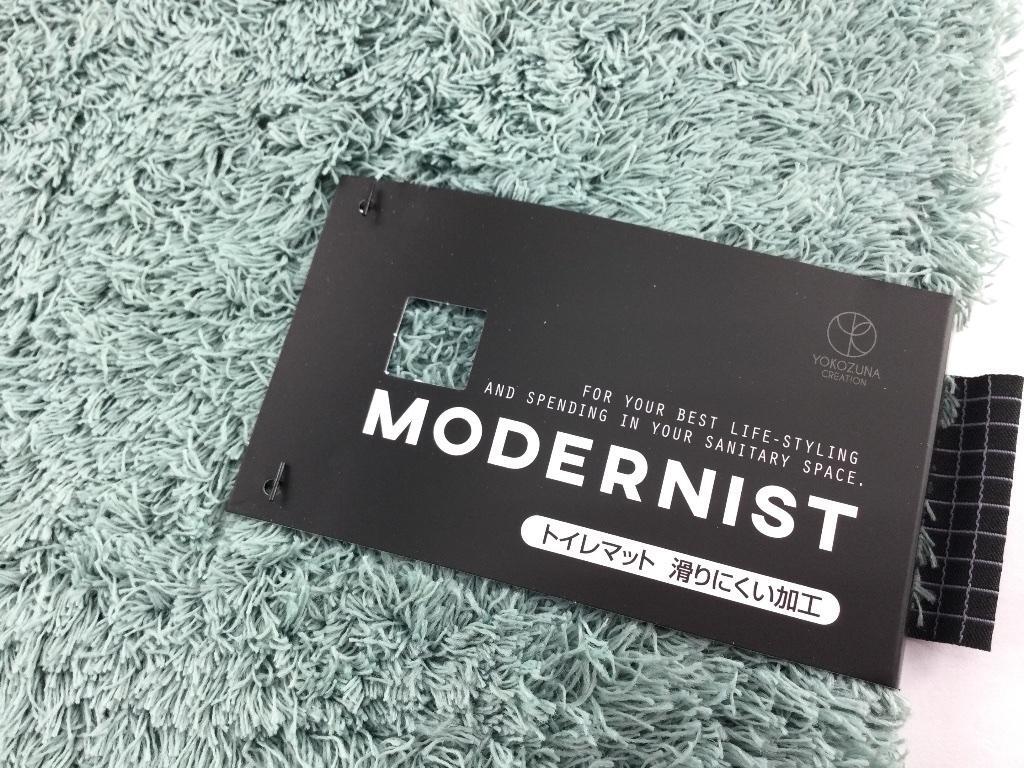 YOKOZUNA
CREATION
FOR YOUR BEST LIFE-STYLING
AND SPENDING IN YOUR SANITARY SPACE.
MODERNIST
トイレマット 滑りにくい加工